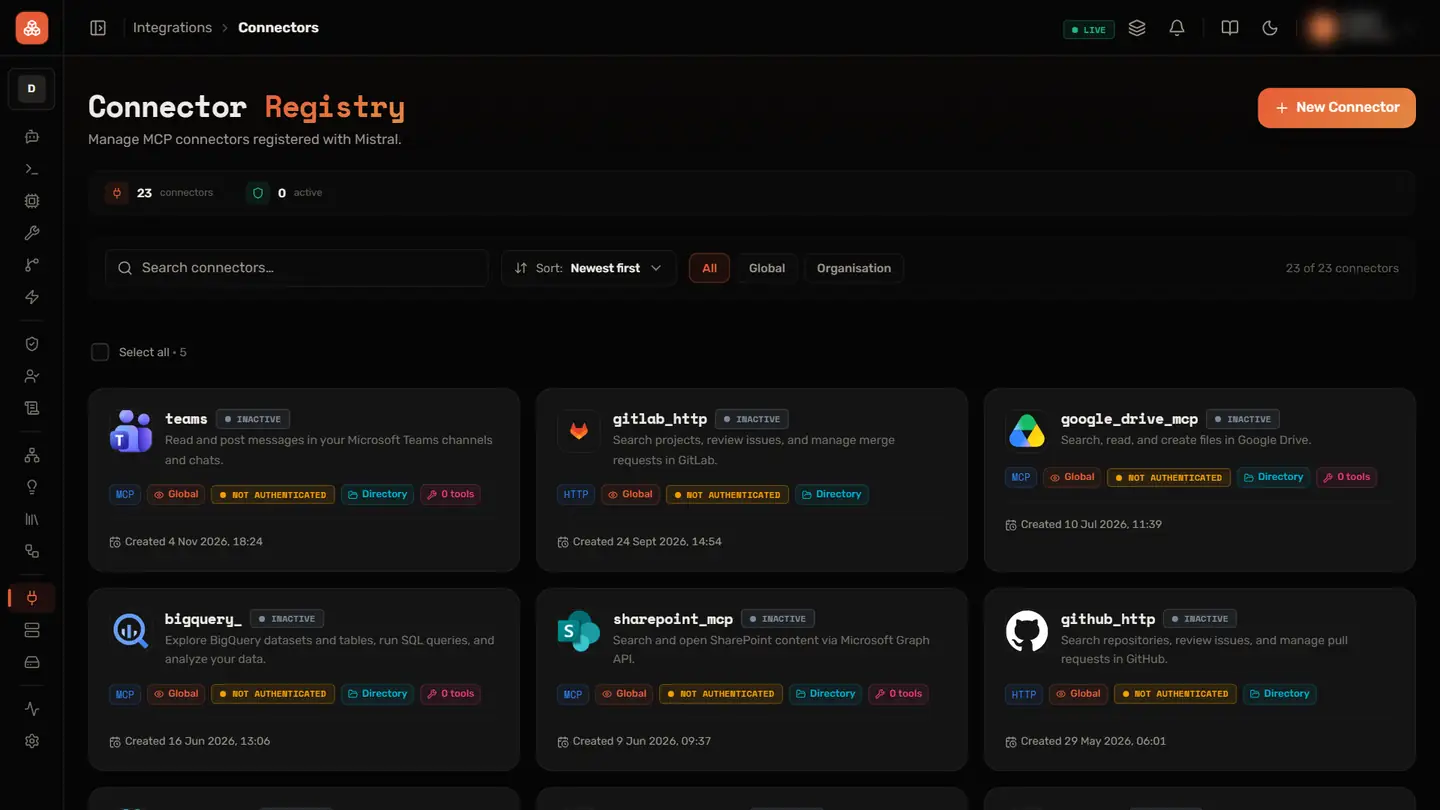 Integrations > Connectors
LIVE
D
Connector Registry
Manage MCP connectors registered with Mistral.
+ New Connector
23 connectors
0 active
Search connectors...
Sort: Newest first
All
Global
Organisation
23 of 23 connectors
Select all • 5
teams INACTIVE
Read and post messages in your Microsoft Teams channels
and chats.
MCP Global NOT AUTHENTICATED Directory 0 tools
Created 4 Nov 2026, 18:24
gitlab_http INACTIVE
Search projects, review issues, and manage merge
requests in GitLab.
HTTP Global NOT AUTHENTICATED Directory
Created 24 Sept 2026, 14:54
google_drive_mcp INACTIVE
Search, read, and create files in Google Drive.
MCP Global NOT AUTHENTICATED Directory 0 tools
Created 10 Jul 2026, 11:39
bigquery_ INACTIVE
Explore BigQuery datasets and tables, run SQL queries, and
analyze your data.
MCP Global NOT AUTHENTICATED Directory 0 tools
Created 16 Jun 2026, 13:06
sharepoint_mcp INACTIVE
Search and open SharePoint content via Microsoft Graph
API.
MCP Global NOT AUTHENTICATED Directory 0 tools
Created 9 Jun 2026, 09:37
github_http INACTIVE
Search repositories, review issues, and manage pull
requests in GitHub.
HTTP Global NOT AUTHENTICATED Directory
Created 29 May 2026, 06:01